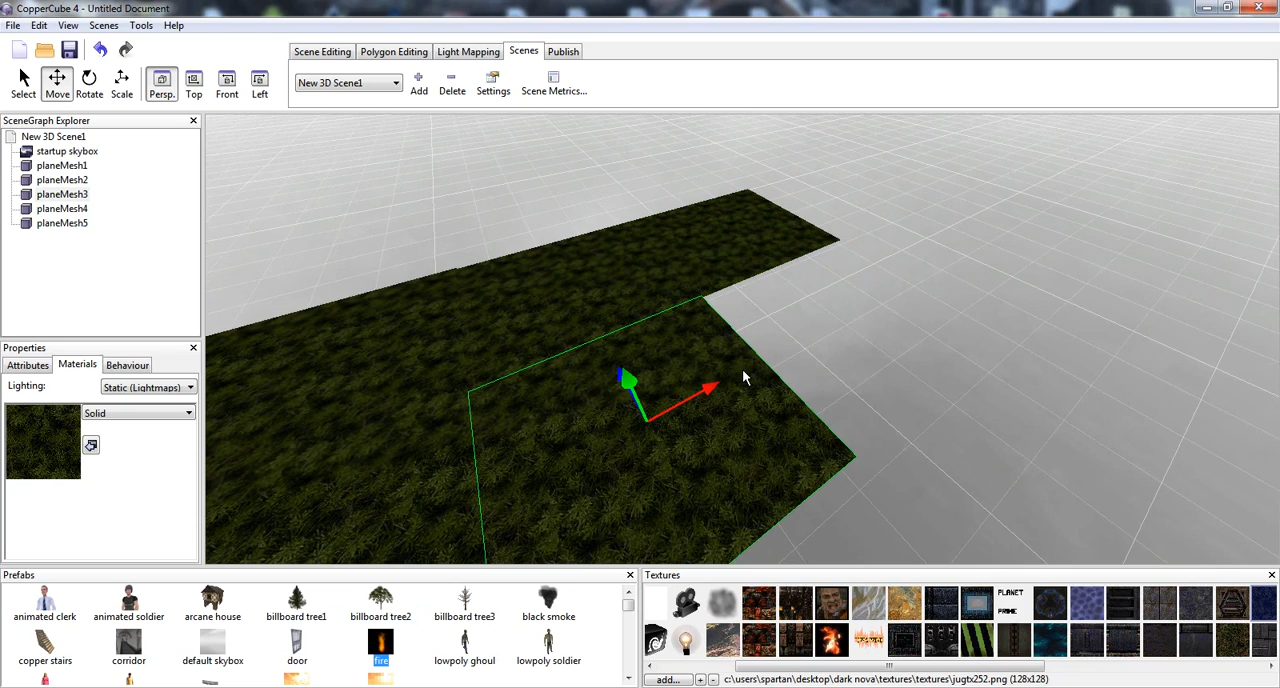 CopperCube 4 - Untitled Document
File Edit View Scenes Tools Help
Scene Editing Polygon Editing Light Mapping Scenes Publish
Select Move Rotate Scale Persp. Top Front Left
New 3D Scene1 Add Delete Settings Scene Metrics...
SceneGraph Explorer
New 3D Scene1
startup skybox
planeMesh1
planeMesh2
planeMesh3
planeMesh4
planeMesh5
Properties
Attributes Materials Behaviour
Lighting: Static (Lightmaps)
Solid
Prefabs
animated clerk animated soldier arcane house billboard tree1 billboard tree2 billboard tree3 black smoke
copper stairs corridor default skybox door fire lowpoly ghoul lowpoly soldier
Textures
PLANET
PRIME
add... + - c:\users\spartan\desktop\dark nova\textures\textures\jugtx252.png (128x128)